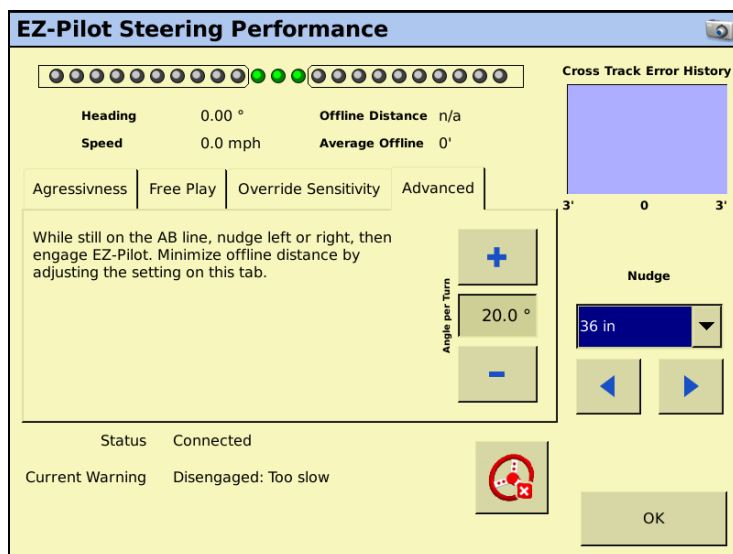 EZ-Pilot Steering Performance
Cross Track Error History
Heading 0.00 ° Offline Distance n/a
Speed 0.0 mph Average Offline 0'
Agressivness Free Play Override Sensitivity Advanced
3' 0 3'
While still on the AB line, nudge left or right, then
engage EZ-Pilot. Minimize offline distance by
adjusting the setting on this tab.
+
Angle per Turn
20.0 °
-
Nudge
36 in
Status Connected
Current Warning Disengaged: Too slow
OK